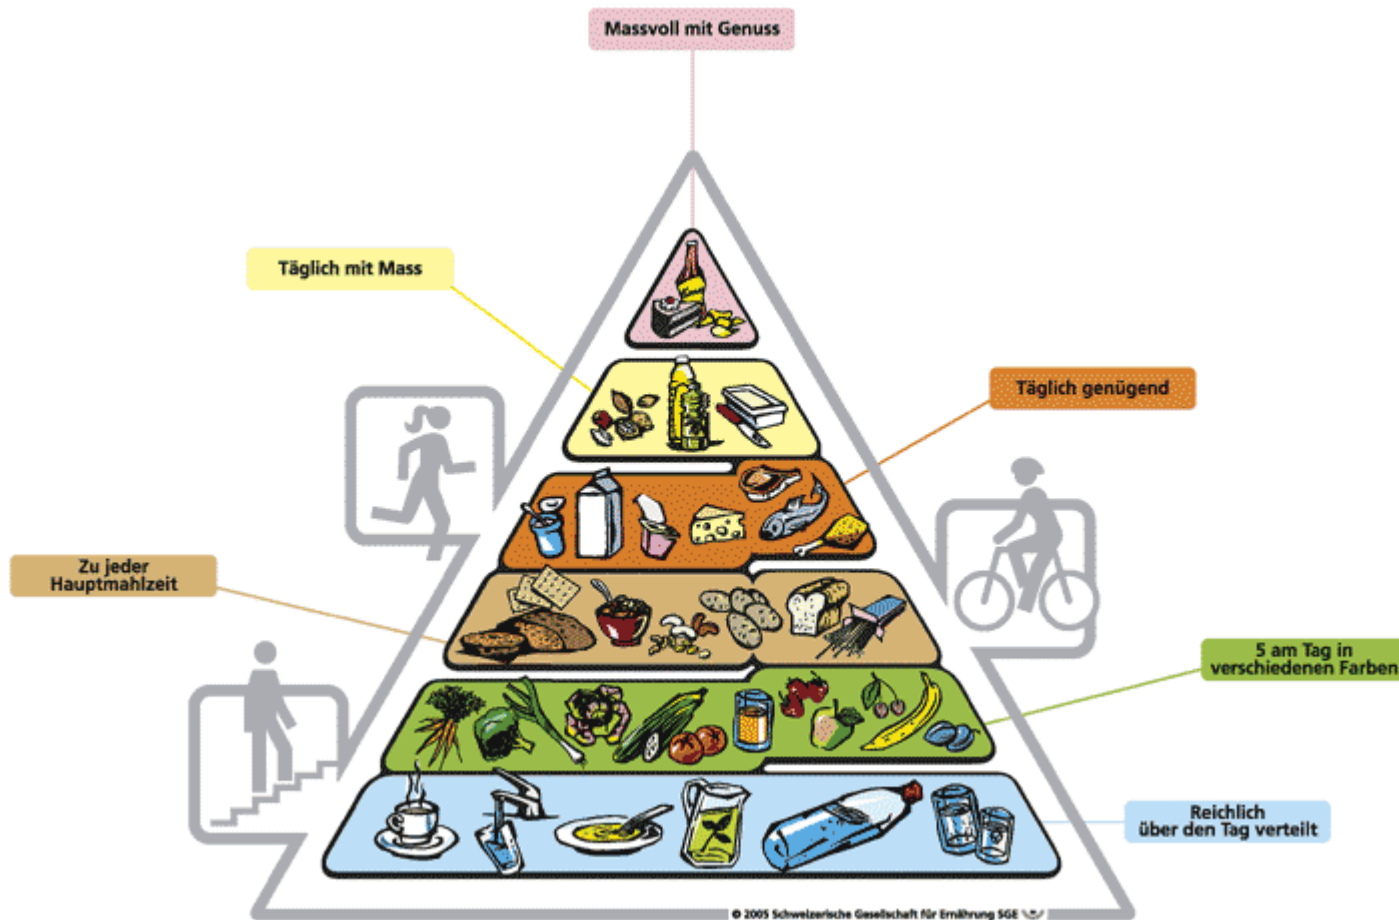 Massvoll mit Genuss
Täglich mit Mass
Täglich genügend
Zu jeder
Hauptmahlzeit
5 am Tag in
verschiedenen Farben
Reichlich
über den Tag verteilt
© 2005 Schweizerische Gesellschaft für Ernährung SGE